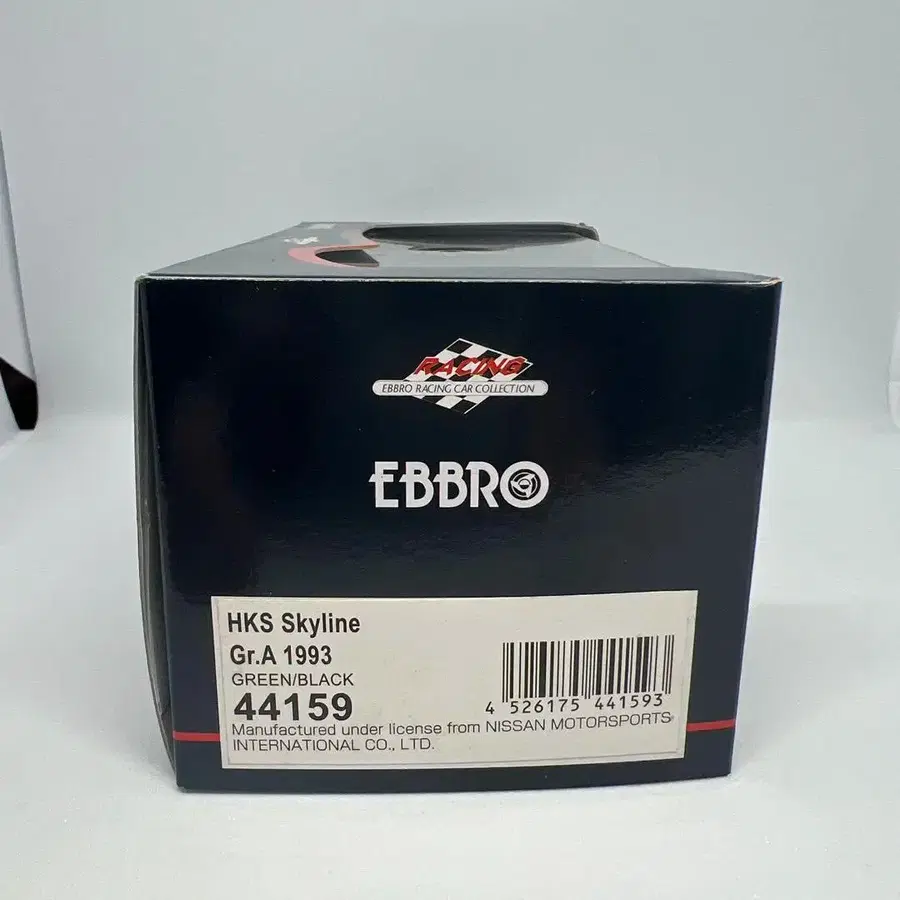 RACING
EBBRO RACING CAR COLLECTION
EBBRO
HKS Skyline
Gr.A 1993
GREEN/BLACK
44159
4 526175 441593
Manufactured under license from NISSAN MOTORSPORTS
INTERNATIONAL CO., LTD.